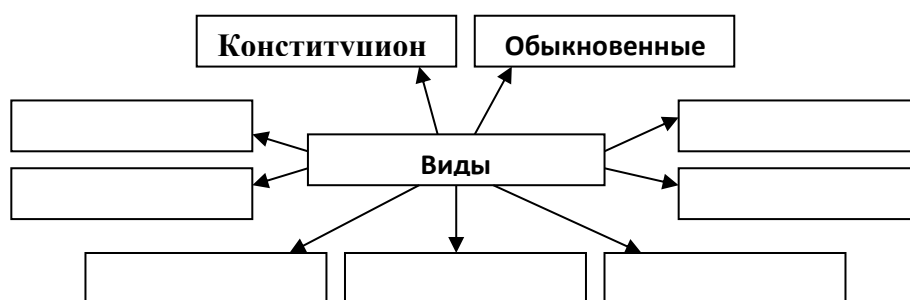 Конституцион
Обыкновенные
Виды